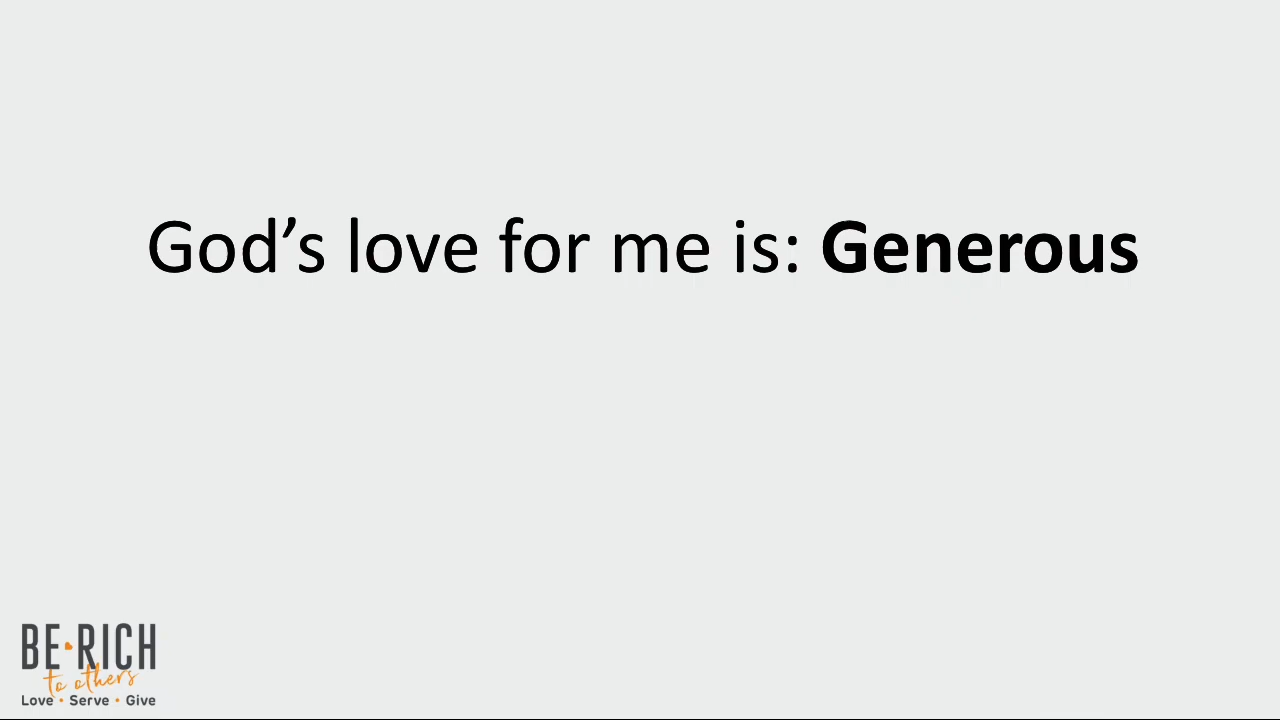 God’s love for me is: Generous
BE•RICH
to others
Love • Serve • Give